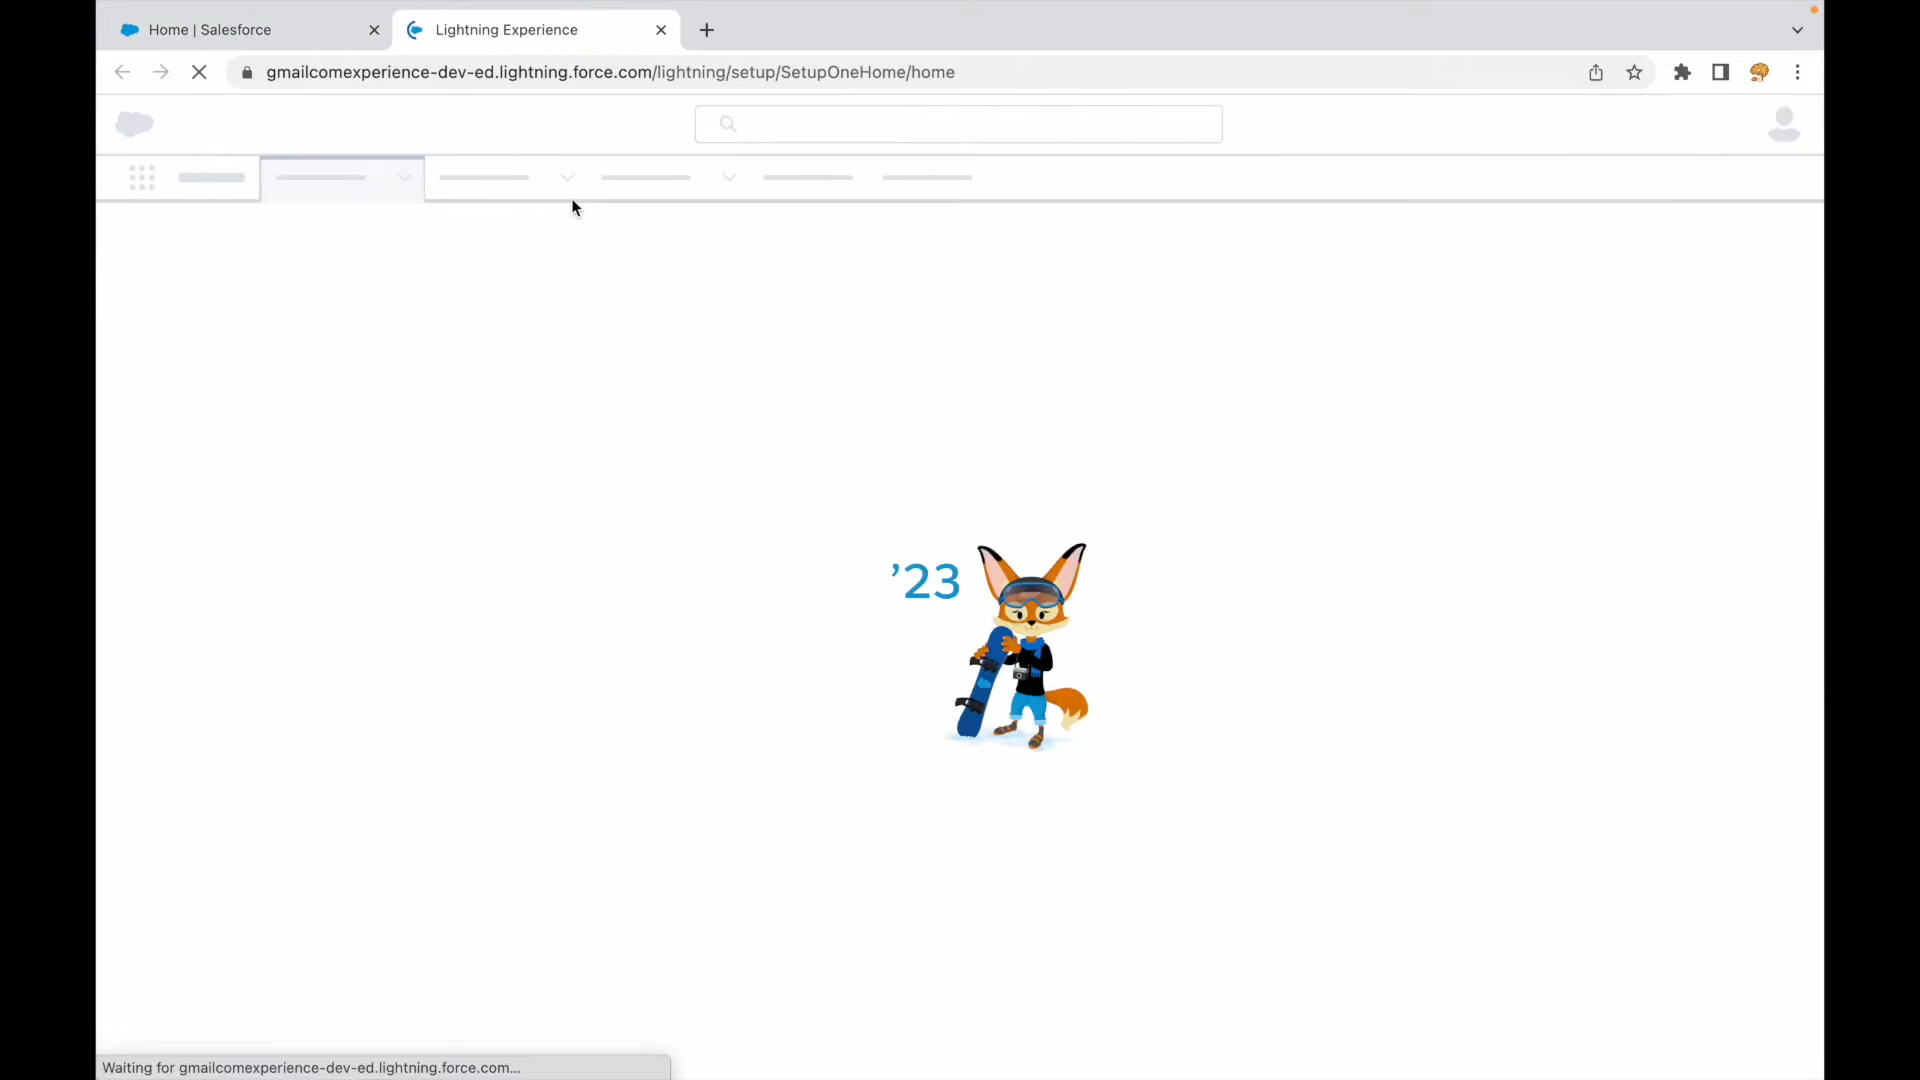 Home | Salesforce
Lightning Experience
gmailcomexperience-dev-ed.lightning.force.com/lightning/setup/SetupOneHome/home
’23
Waiting for gmailcomexperience-dev-ed.lightning.force.com...